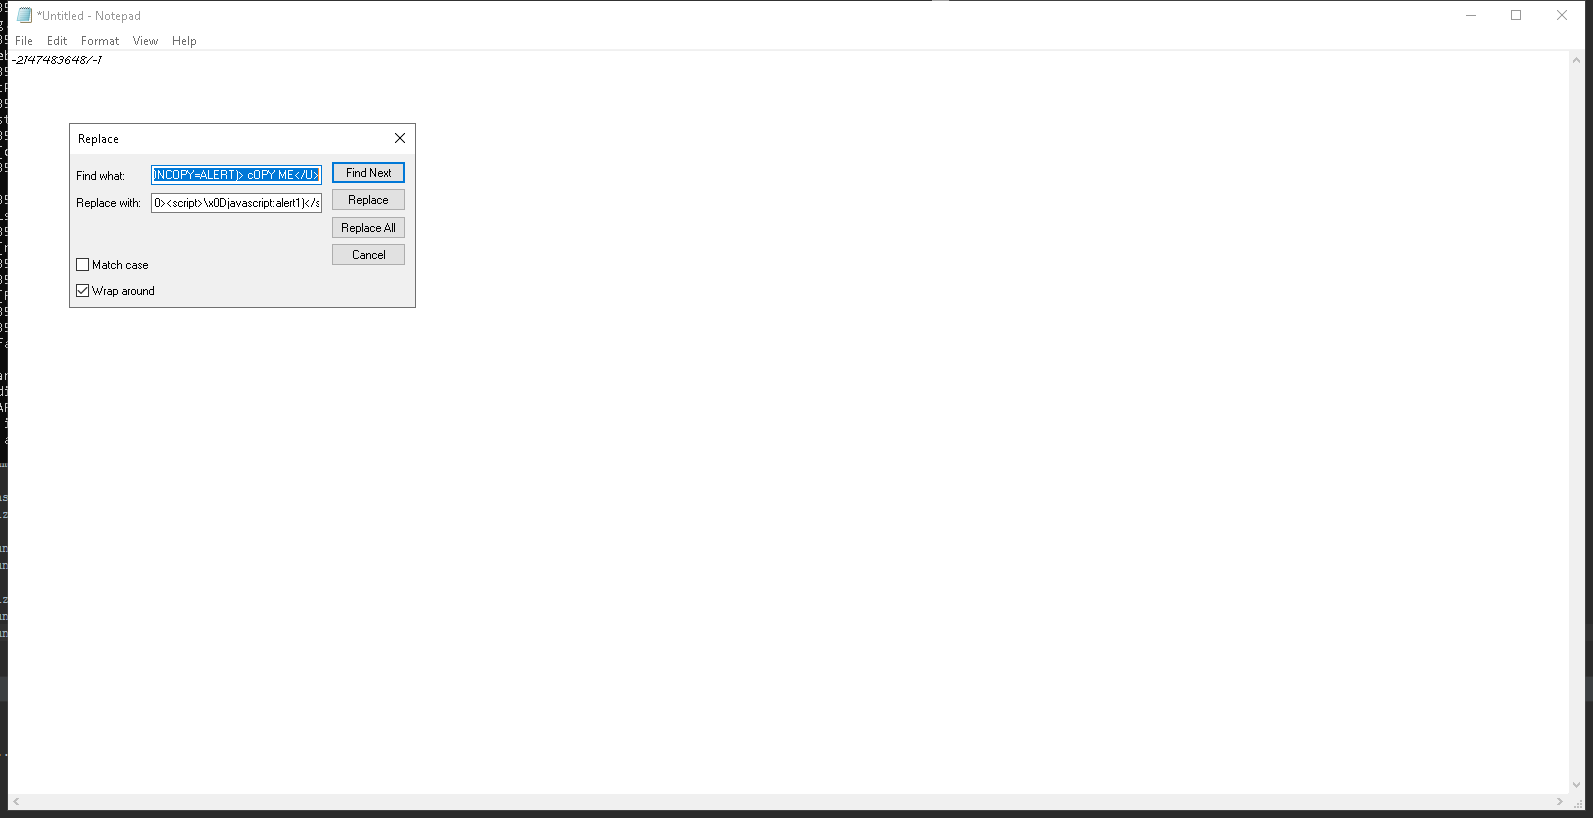 *Untitled - Notepad
File Edit Format View Help
-2147483648/-1
Replace
Find what: )NCOPY=ALERT)> cOPY ME</U> Find Next
Replace with: 0><script>\x0Djavascript:alert1)</s Replace
Replace All
Cancel
Match case
Wrap around